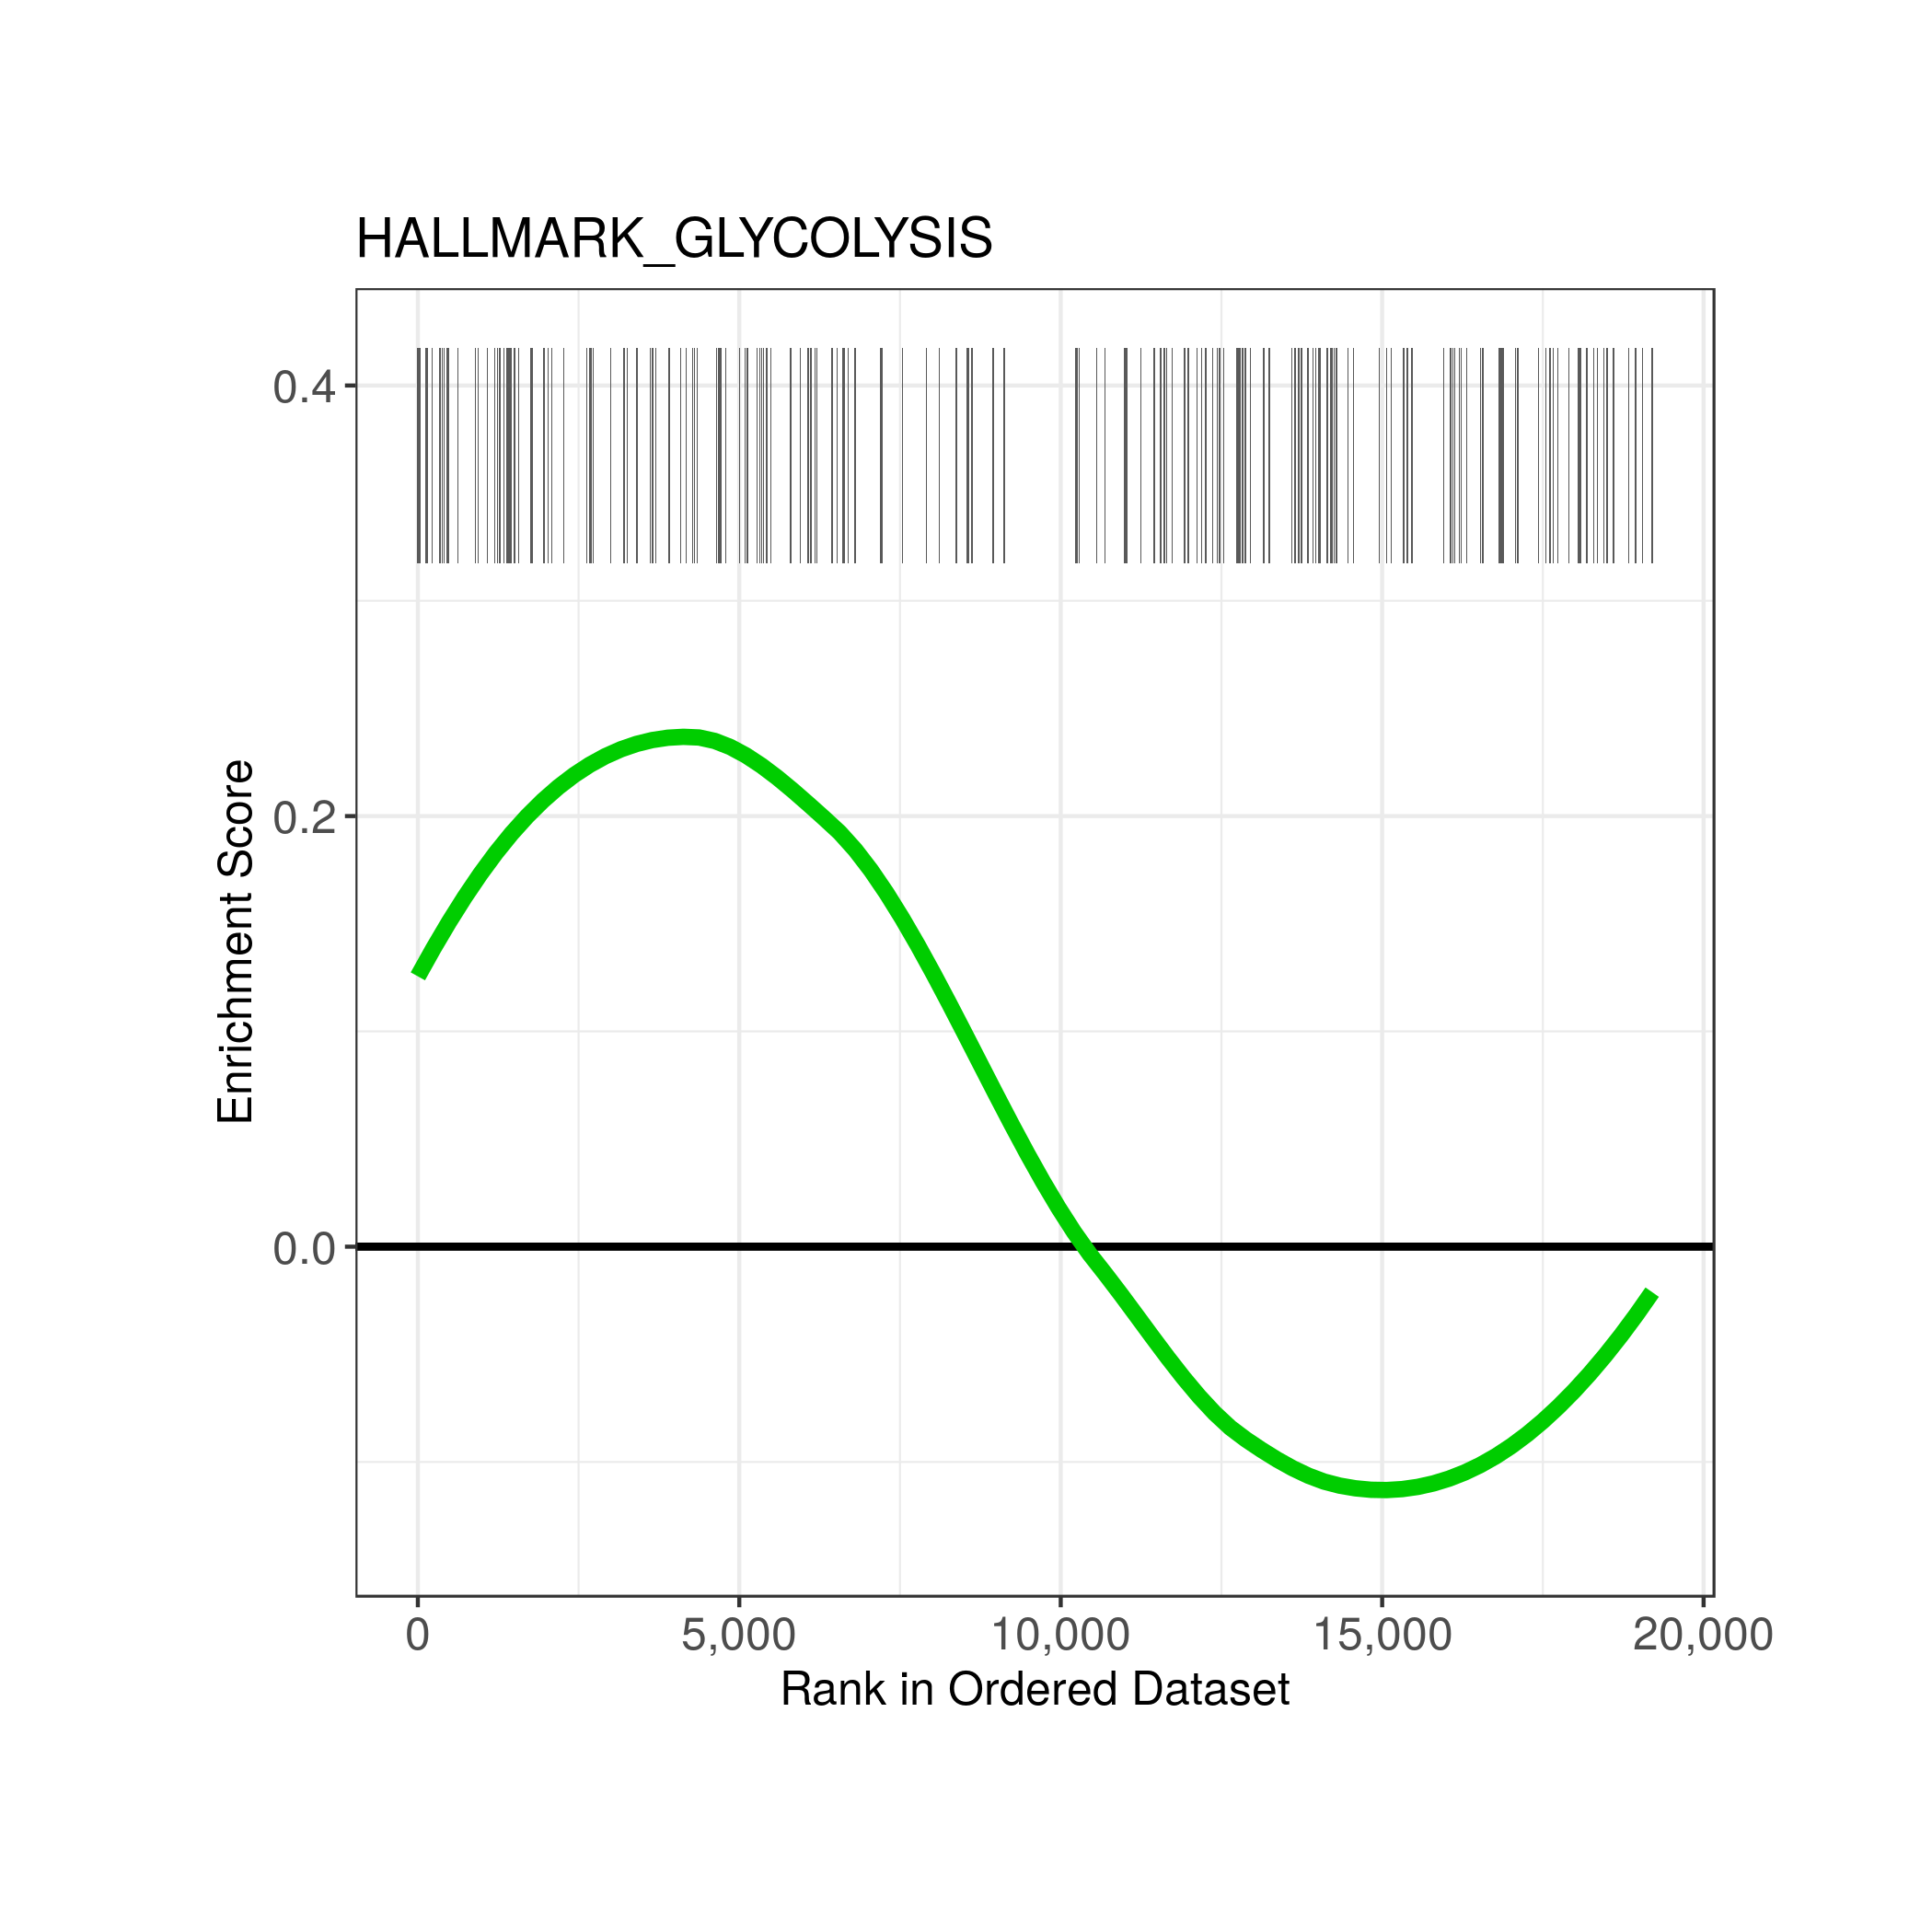 HALLMARK_GLYCOLYSIS
0.4
0.2
0.0
Enrichment Score
0 5,000 10,000 15,000 20,000
Rank in Ordered Dataset